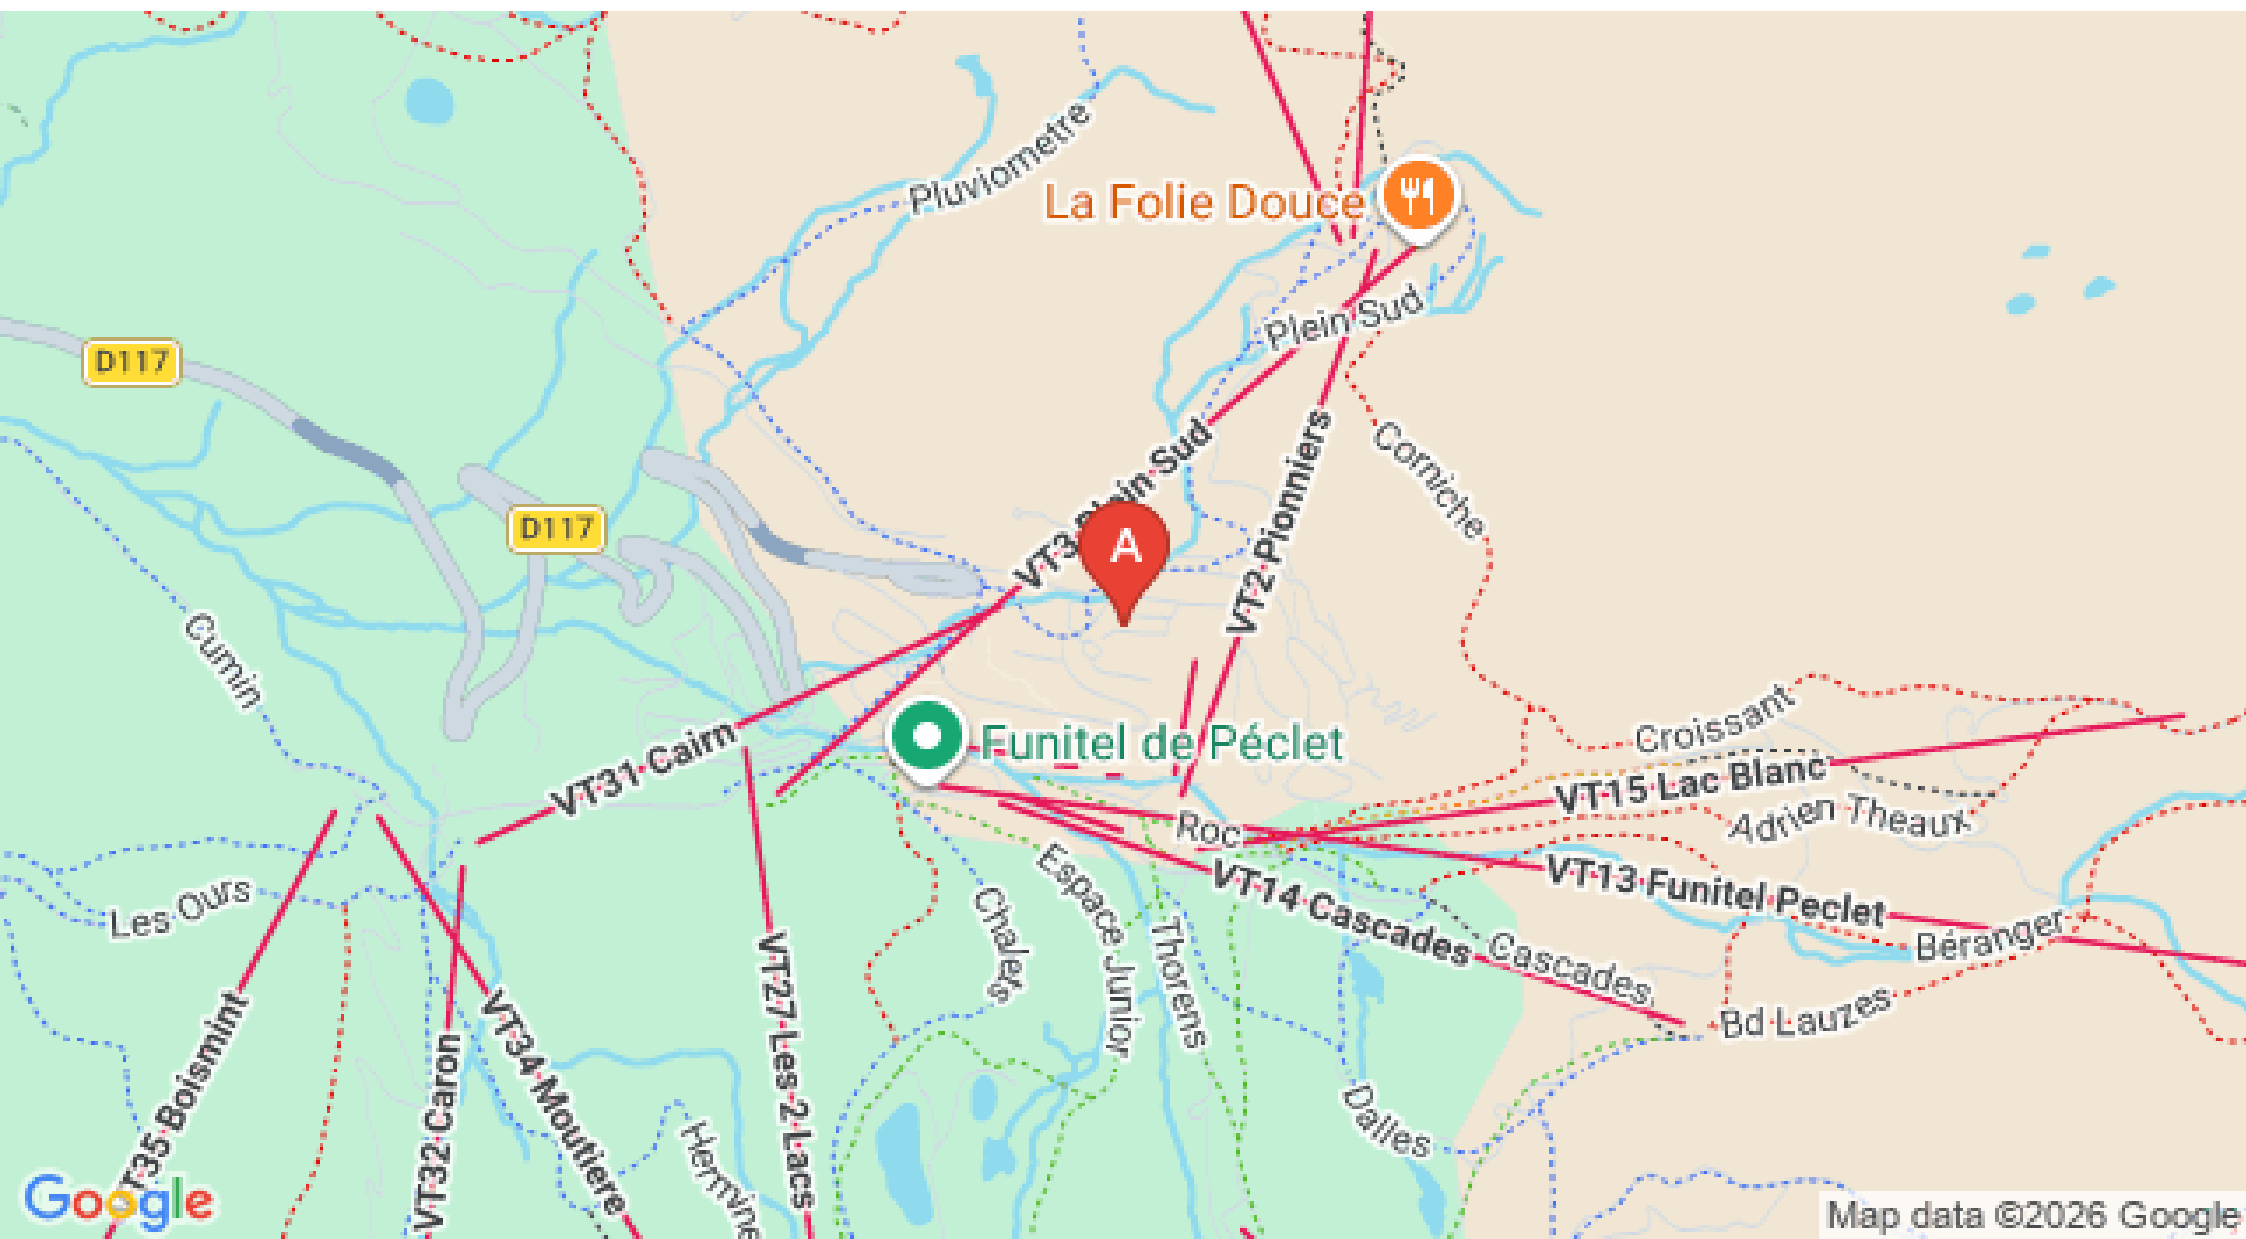 Pluviometre
La Folie Douce
Plein Sud
D117
VT3 Plein Sud
Corniche
D117
A
VT2 Pionniers
Cumin
Croissant
Funitel de Péclet
VT31 Cairn
VT15 Lac Blanc
Adrien Theaux
Roc
VT13 Funitel Peclet
VT14 Cascades
Les Ours
Espace Junior
Chalets
Thorens
Cascades
Béranger
Bd Lauzes
VT27 Les 2 Lacs
VT35 Boismint
VT34 Moutiere
VT32 Caron
Dalles
Hermine
Google
Map data ©2026 Google